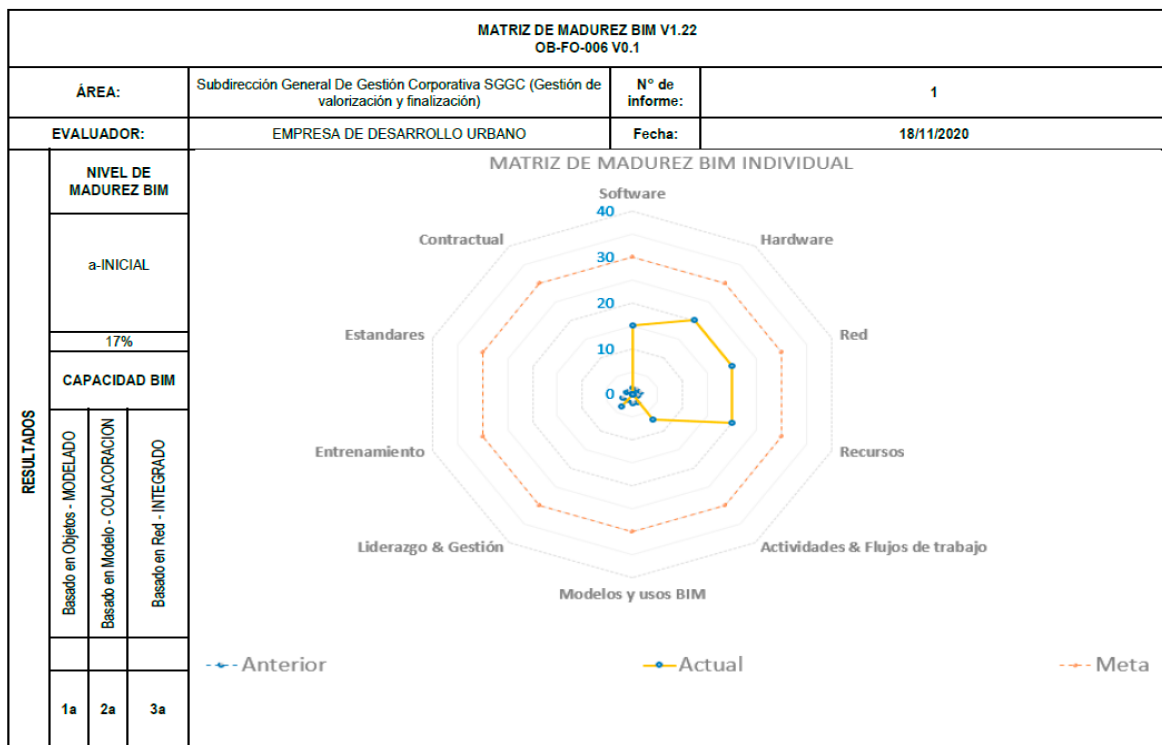 MATRIZ DE MADUREZ BIM V1.22
OB-FO-006 V0.1
ÁREA:
Subdirección General De Gestión Corporativa SGGC (Gestión de
valorización y finalización)
N° de
informe:
1
EVALUADOR:
EMPRESA DE DESARROLLO URBANO
Fecha:
18/11/2020
RESULTADOS
NIVEL DE
MADUREZ BIM
a-INICIAL
17%
CAPACIDAD BIM
Basado en Objetos - MODELADO
Basado en Modelo - COLACORACION
Basado en Red - INTEGRADO
1a
2a
3a
MATRIZ DE MADUREZ BIM INDIVIDUAL
Software
Hardware
Red
Recursos
Actividades & Flujos de trabajo
Modelos y usos BIM
Liderazgo & Gestión
Entrenamiento
Estandares
Contractual
40
30
20
10
0
Anterior
Actual
Meta